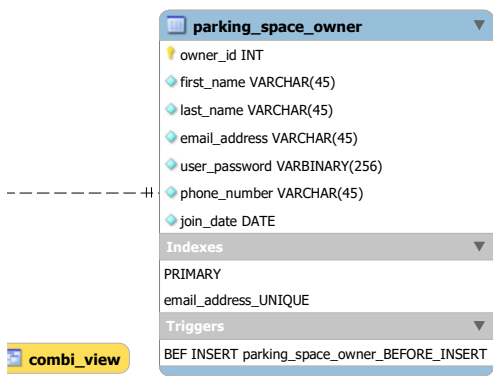 parking_space_owner
owner_id INT
first_name VARCHAR(45)
last_name VARCHAR(45)
email_address VARCHAR(45)
user_password VARBINARY(256)
phone_number VARCHAR(45)
join_date DATE
Indexes
PRIMARY
email_address_UNIQUE
Triggers
BEF INSERT parking_space_owner_BEFORE_INSERT
combi_view